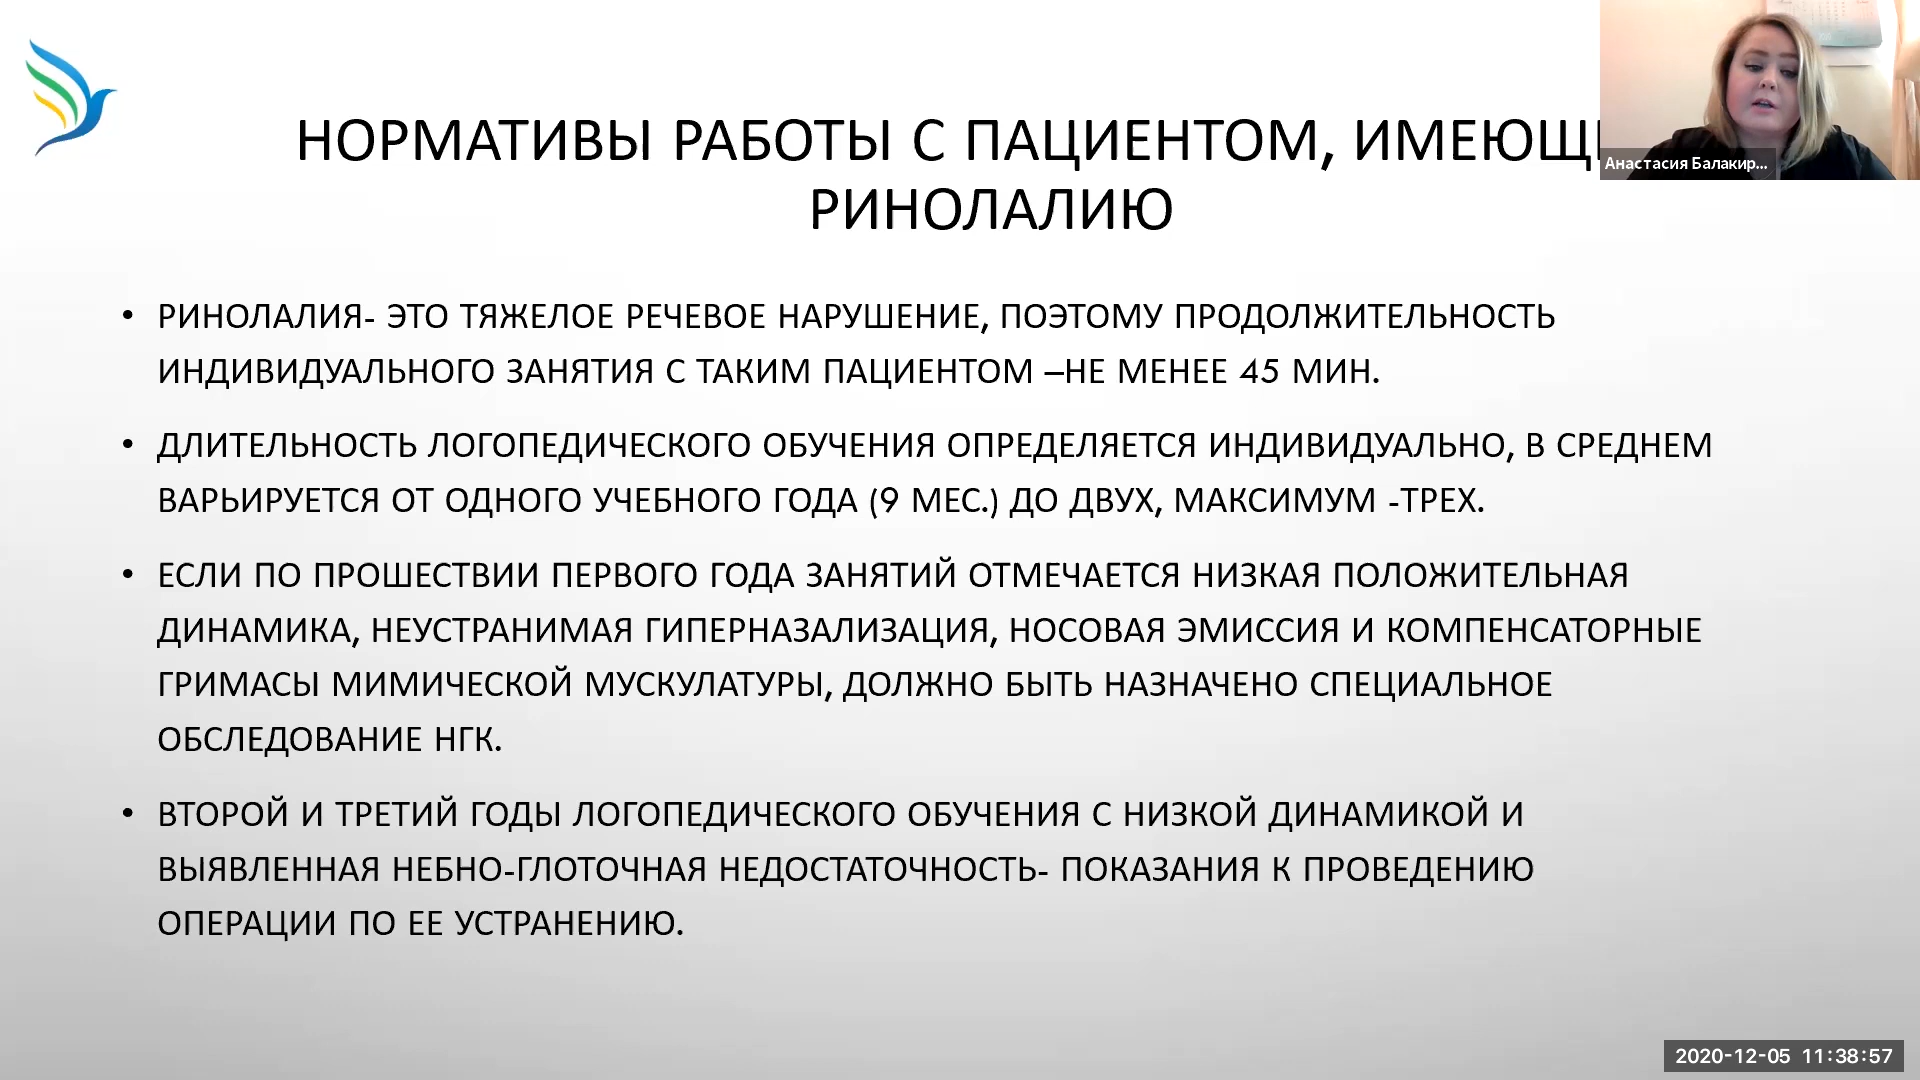 НОРМАТИВЫ РАБОТЫ С ПАЦИЕНТОМ,
РИНОЛАЛИЮ
Анастасия Балакир...
• РИНОЛАЛИЯ- ЭТО ТЯЖЕЛОЕ РЕЧЕВОЕ НАРУШЕНИЕ, ПОЭТОМУ ПРОДОЛЖИТЕЛЬНОСТЬ
ИНДИВИДУАЛЬНОГО ЗАНЯТИЯ С ТАКИМ ПАЦИЕНТОМ –НЕ МЕНЕЕ 45 МИН.
• ДЛИТЕЛЬНОСТЬ ЛОГОПЕДИЧЕСКОГО ОБУЧЕНИЯ ОПРЕДЕЛЯЕТСЯ ИНДИВИДУАЛЬНО, В СРЕДНЕМ
ВАРЬИРУЕТСЯ ОТ ОДНОГО УЧЕБНОГО ГОДА (9 МЕС.) ДО ДВУХ, МАКСИМУМ -ТРЕХ.
• ЕСЛИ ПО ПРОШЕСТВИИ ПЕРВОГО ГОДА ЗАНЯТИЙ ОТМЕЧАЕТСЯ НИЗКАЯ ПОЛОЖИТЕЛЬНАЯ
ДИНАМИКА, НЕУСТРАНИМАЯ ГИПЕРНАЗАЛИЗАЦИЯ, НОСОВАЯ ЭМИССИЯ И КОМПЕНСАТОРНЫЕ
ГРИМАСЫ МИМИЧЕСКОЙ МУСКУЛАТУРЫ, ДОЛЖНО БЫТЬ НАЗНАЧЕНО СПЕЦИАЛЬНОЕ
ОБСЛЕДОВАНИЕ НГК.
• ВТОРОЙ И ТРЕТИЙ ГОДЫ ЛОГОПЕДИЧЕСКОГО ОБУЧЕНИЯ С НИЗКОЙ ДИНАМИКОЙ И
ВЫЯВЛЕННАЯ НЕБНО-ГЛОТОЧНАЯ НЕДОСТАТОЧНОСТЬ- ПОКАЗАНИЯ К ПРОВЕДЕНИЮ
ОПЕРАЦИИ ПО ЕЕ УСТРАНЕНИЮ.
2020-12-05 11:38:57